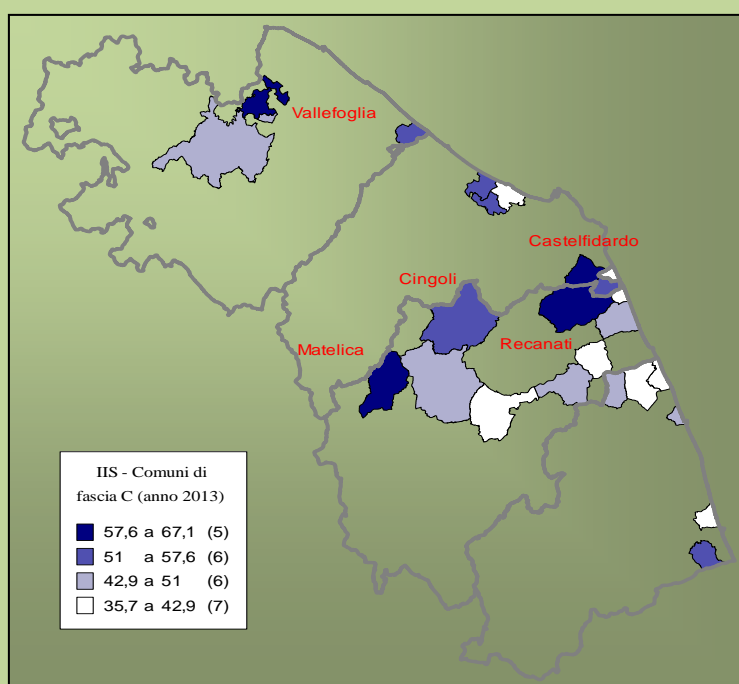 Vallefoglia
Castelfidardo
Cingoli
Recanati
Matelica
IIS - Comuni di
fascia C (anno 2013)
57,6 a 67,1 (5)
51 a 57,6 (6)
42,9 a 51 (6)
35,7 a 42,9 (7)